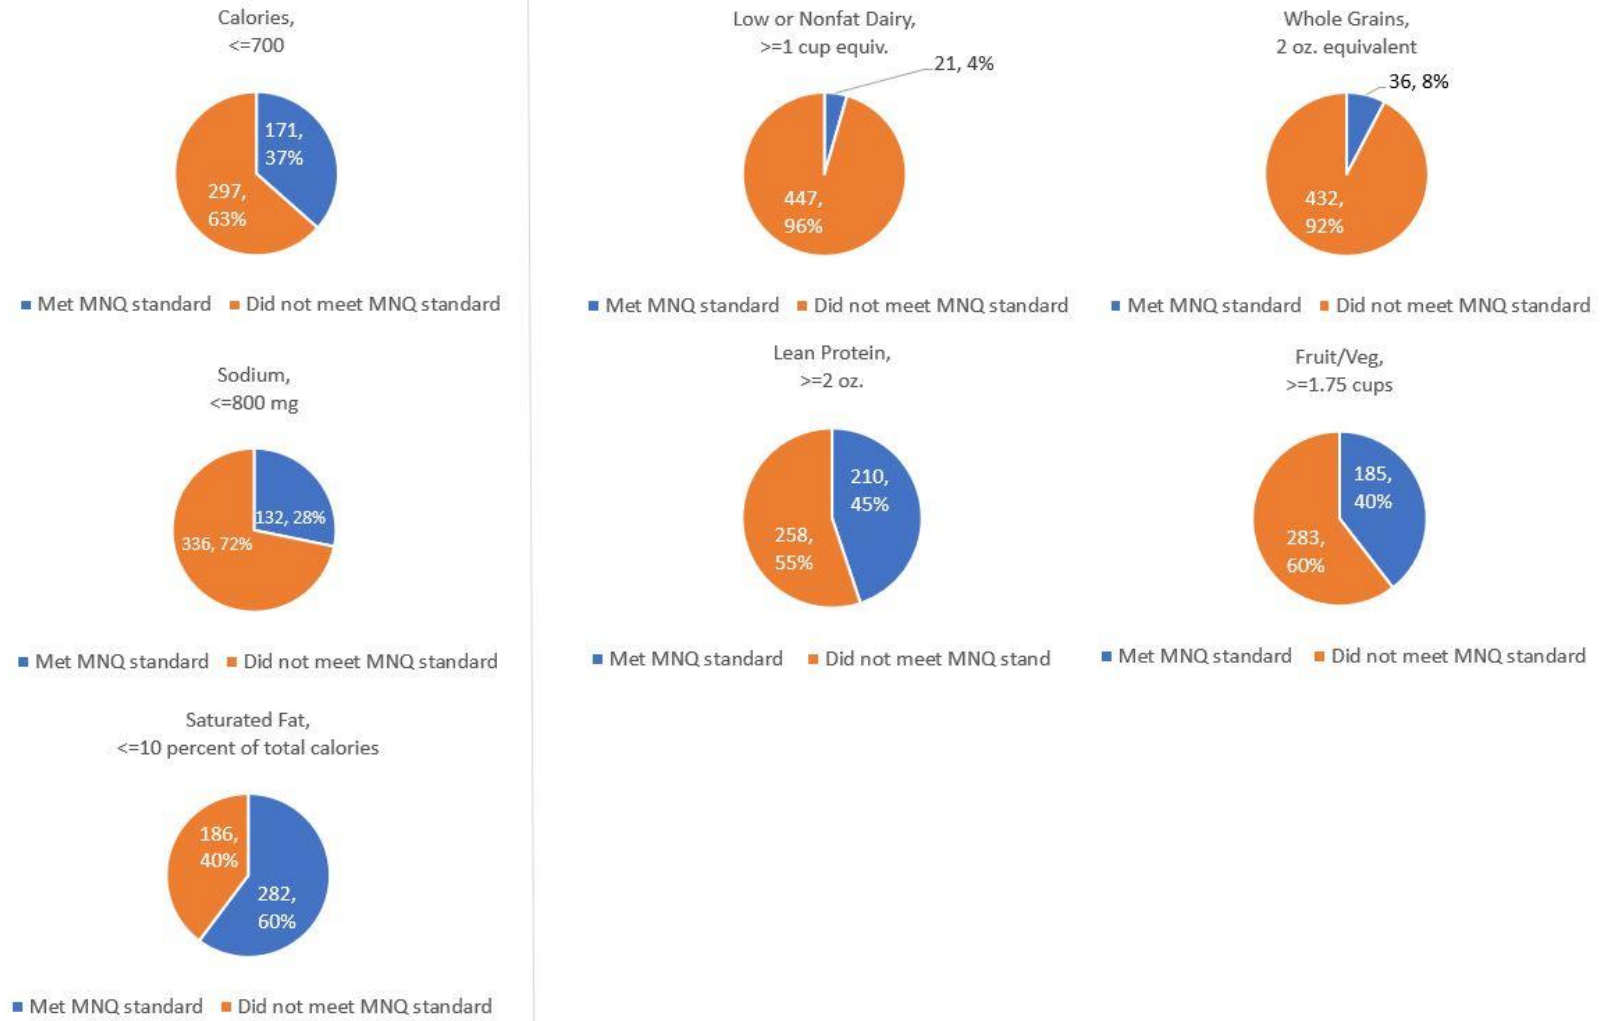 Calories,
<=700
171,
37%
297,
63%
Met MNQ standard Did not meet MNQ standard
Sodium,
<=800 mg
132, 28%
336, 72%
Met MNQ standard Did not meet MNQ standard
Saturated Fat,
<=10 percent of total calories
186,
40%
282,
60%
Met MNQ standard Did not meet MNQ standard
Low or Nonfat Dairy,
>=1 cup equiv.
21, 4%
447,
96%
Met MNQ standard Did not meet MNQ standard
Whole Grains,
2 oz. equivalent
36, 8%
432,
92%
Met MNQ standard Did not meet MNQ standard
Lean Protein,
>=2 oz.
210,
45%
258,
55%
Met MNQ standard Did not meet MNQ stand
Fruit/Veg,
>=1.75 cups
185,
40%
283,
60%
Met MNQ standard Did not meet MNQ standard